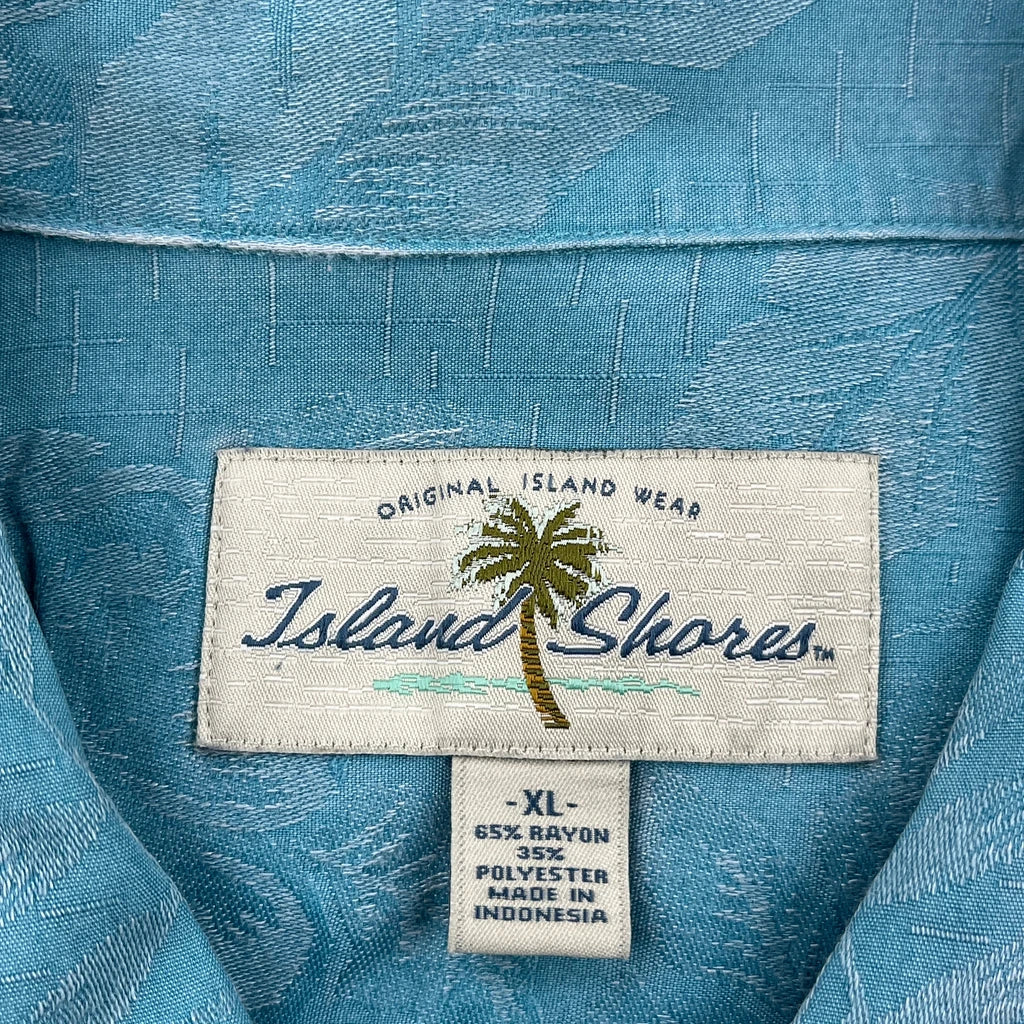 ORIGINAL ISLAND WEAR
Island Shores™
-XL-
65% RAYON
35%
POLYESTER
MADE IN
INDONESIA